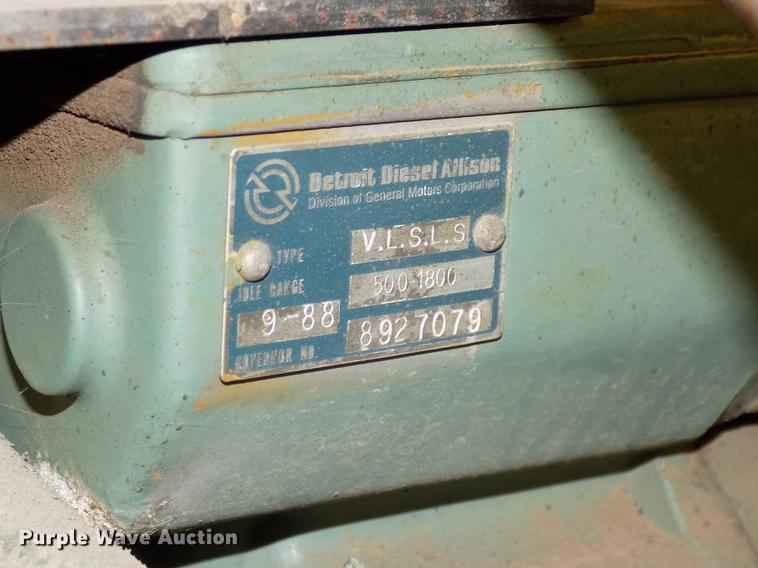 Detroit Diesel Allison
Division of General Motors Corporation
TYPE V.L.S.L.S
IDLE RANGE 500-1800
9-88 8927079
GOVERNOR NO.
Purple Wave Auction